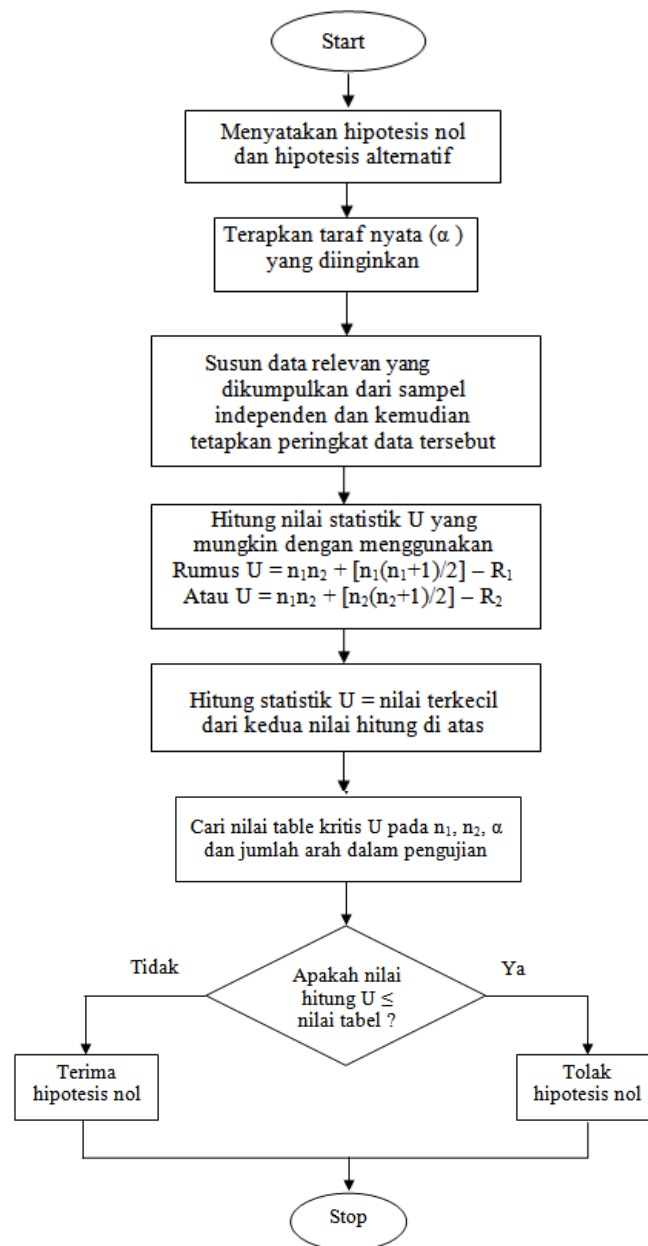 Start
Menyatakan hipotesis nol
dan hipotesis alternatif
Terapkan taraf nyata (α )
yang diinginkan
Susun data relevan yang
dikumpulkan dari sampel
independen dan kemudian
tetapkan peringkat data tersebut
Hitung nilai statistik U yang
mungkin dengan menggunakan
Rumus U = n₁n₂ + [n₁(n₁+1)/2] – R₁
Atau U = n₁n₂ + [n₂(n₂+1)/2] – R₂
Hitung statistik U = nilai terkecil
dari kedua nilai hitung di atas
Cari nilai table kritis U pada n₁, n₂, α
dan jumlah arah dalam pengujian
Tidak
Apakah nilai
hitung U ≤
nilai tabel ?
Ya
Terima
hipotesis nol
Tolak
hipotesis nol
Stop